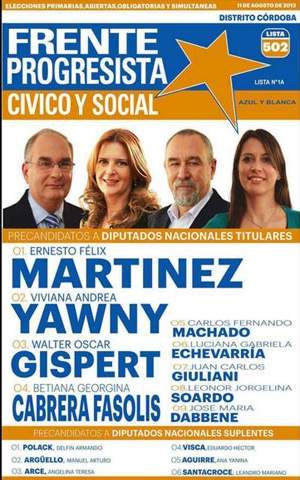 ELECCIONES PRIMARIAS, ABIERTAS, OBLIGATORIAS Y SIMULTANEAS 11 DE AGOSTO DE 2013
DISTRITO CÓRDOBA
FRENTE
PROGRESISTA
CIVICO Y SOCIAL
LISTA
502
LISTA N°1A
AZUL Y BLANCA
PRECANDIDATOS A DIPUTADOS NACIONALES TITULARES
01. ERNESTO FÉLIX
MARTINEZ
02. VIVIANA ANDREA
YAWNY
03. WALTER OSCAR
GISPERT
04. BETIANA GEORGINA
CABRERA FASOLIS
05. CARLOS FERNANDO
MACHADO
06. LUCIANA GABRIELA
ECHEVARRÍA
07. JUAN CARLOS
GIULIANI
08. LEONOR JORGELINA
SOARDO
09. JOSE MARIA
DABBENE
PRECANDIDATOS A DIPUTADOS NACIONALES SUPLENTES
01. POLACK, DELFIN ARMANDO
02. ARGÜELLO, MANUEL ARTURO
03. ARCE, ANGELINA TERESA
04. VISCA, EDUARDO HECTOR
05. AGUIRRE, ANA YANINA
06. SANTACROCE, LEANDRO MARIANO